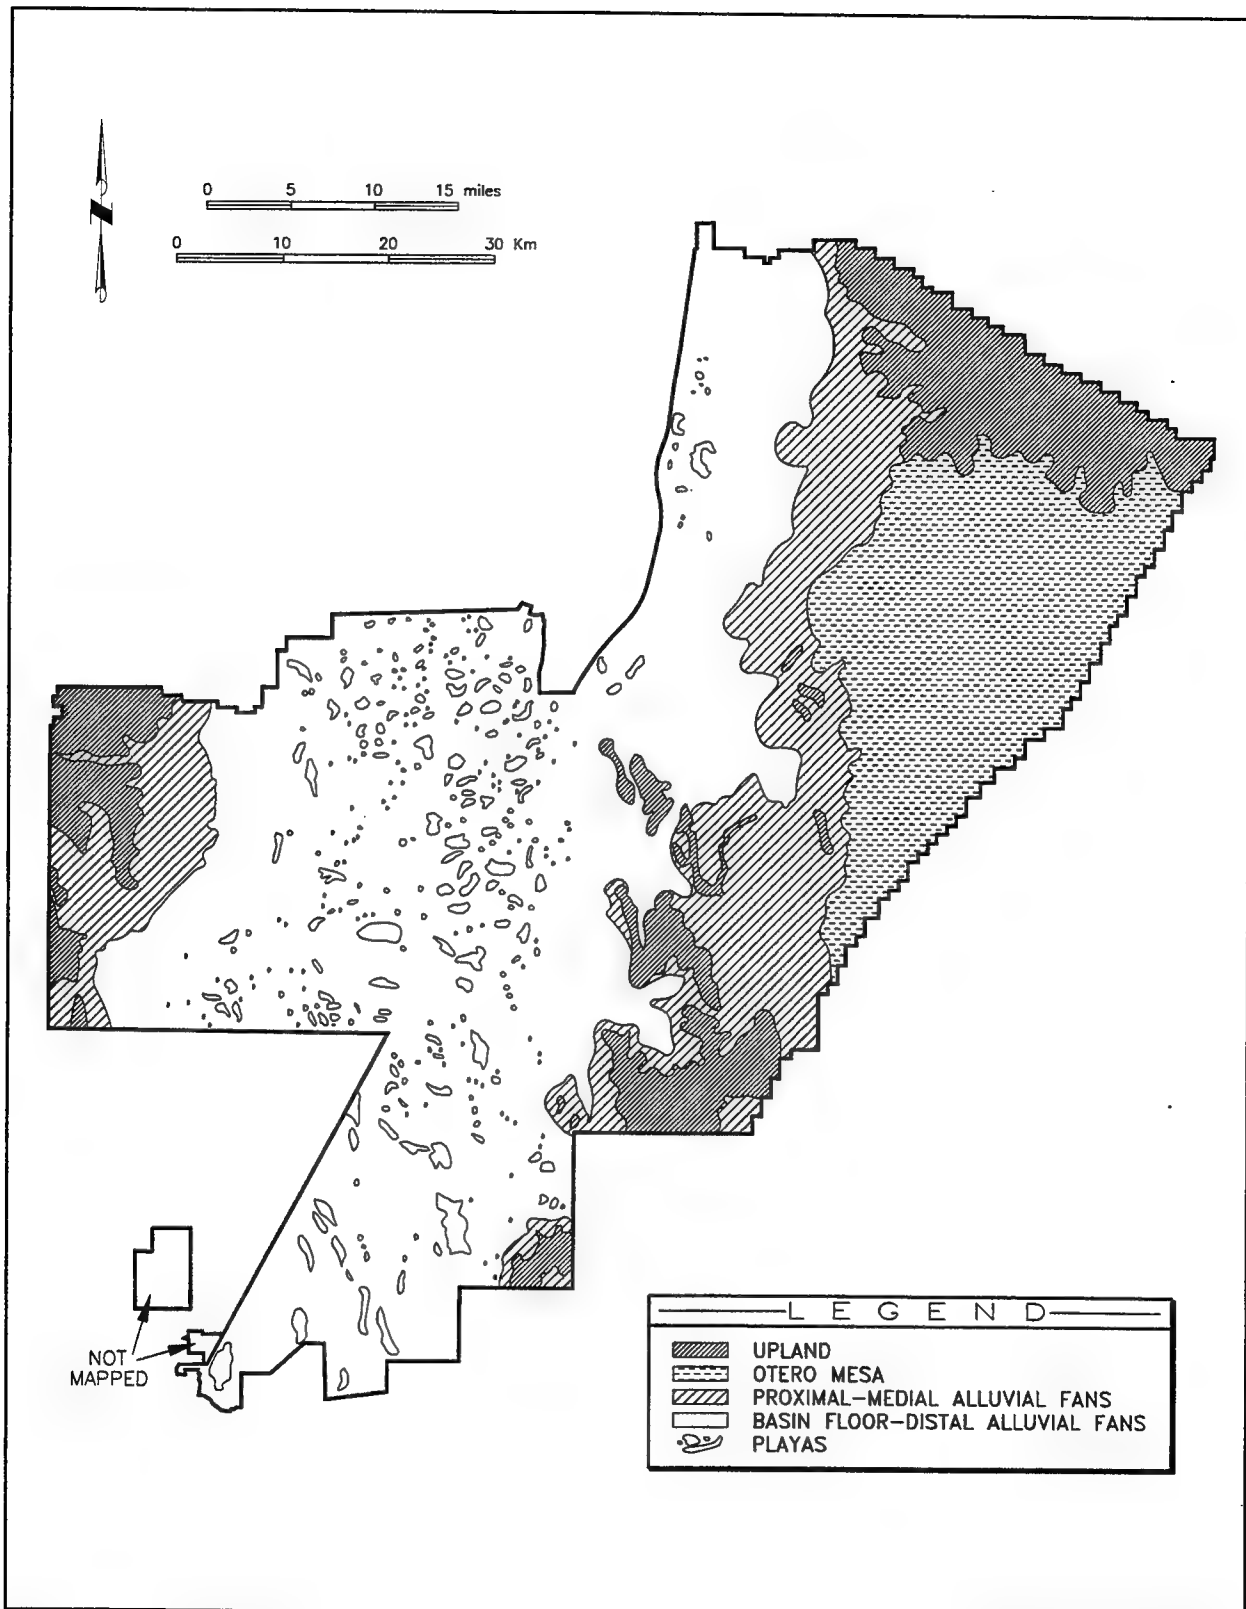 N
0 5 10 15 miles
0 10 20 30 Km
NOT
MAPPED
LEGEND
UPLAND
OTERO MESA
PROXIMAL-MEDIAL ALLUVIAL FANS
BASIN FLOOR-DISTAL ALLUVIAL FANS
PLAYAS